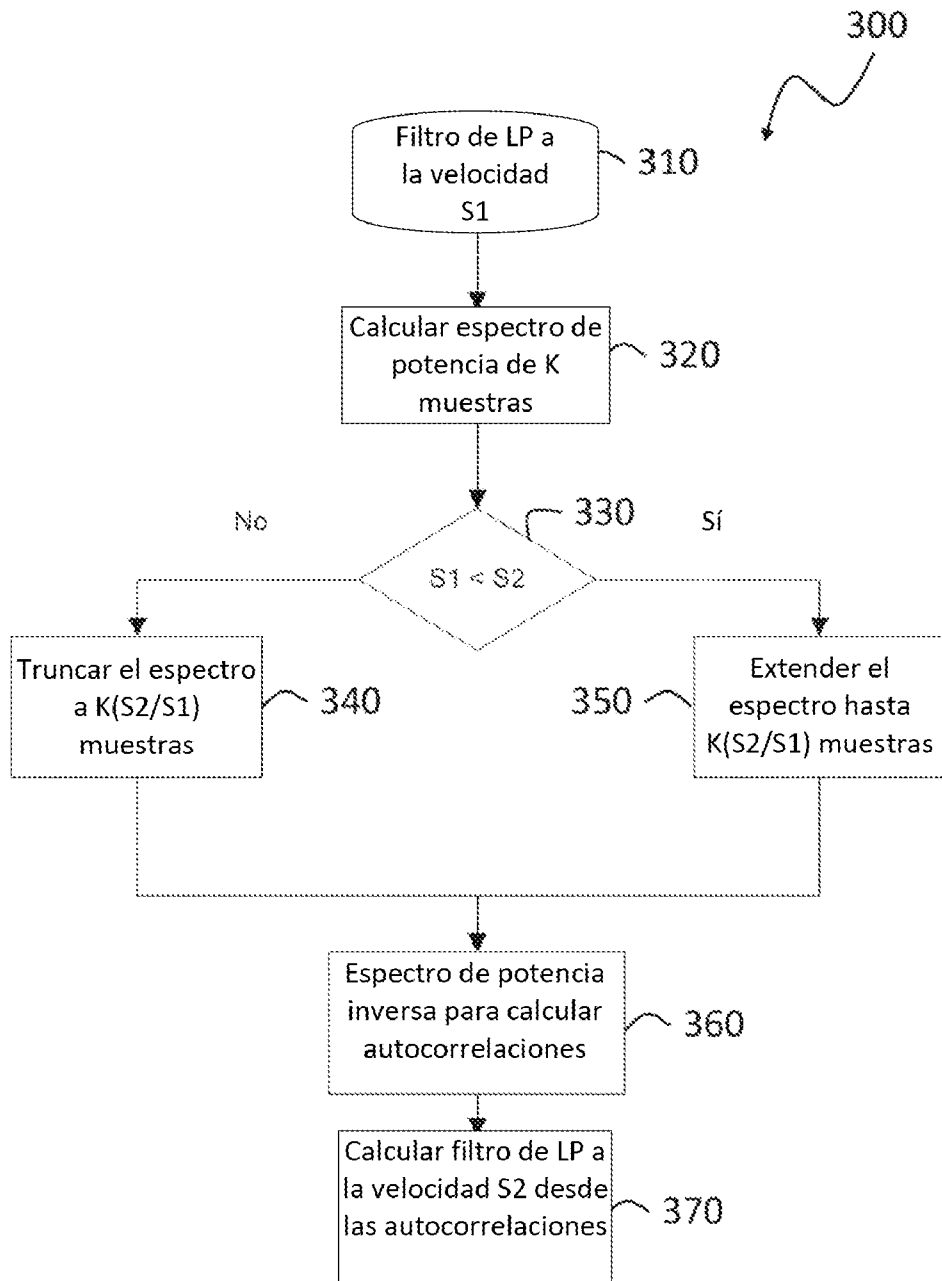 300
Filtro de LP a
la velocidad
S1
310
Calcular espectro de
potencia de K
muestras
320
No
330
Sí
S1 < S2
Truncar el espectro
a K(S2/S1)
muestras
340
350
Extender el
espectro hasta
K(S2/S1) muestras
Espectro de potencia
inversa para calcular
autocorrelaciones
360
Calcular filtro de LP a
la velocidad S2 desde
las autocorrelaciones
370